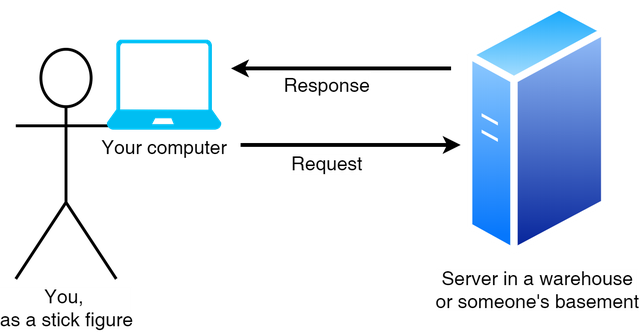 Response
Your computer
Request
You,
as a stick figure
Server in a warehouse
or someone's basement